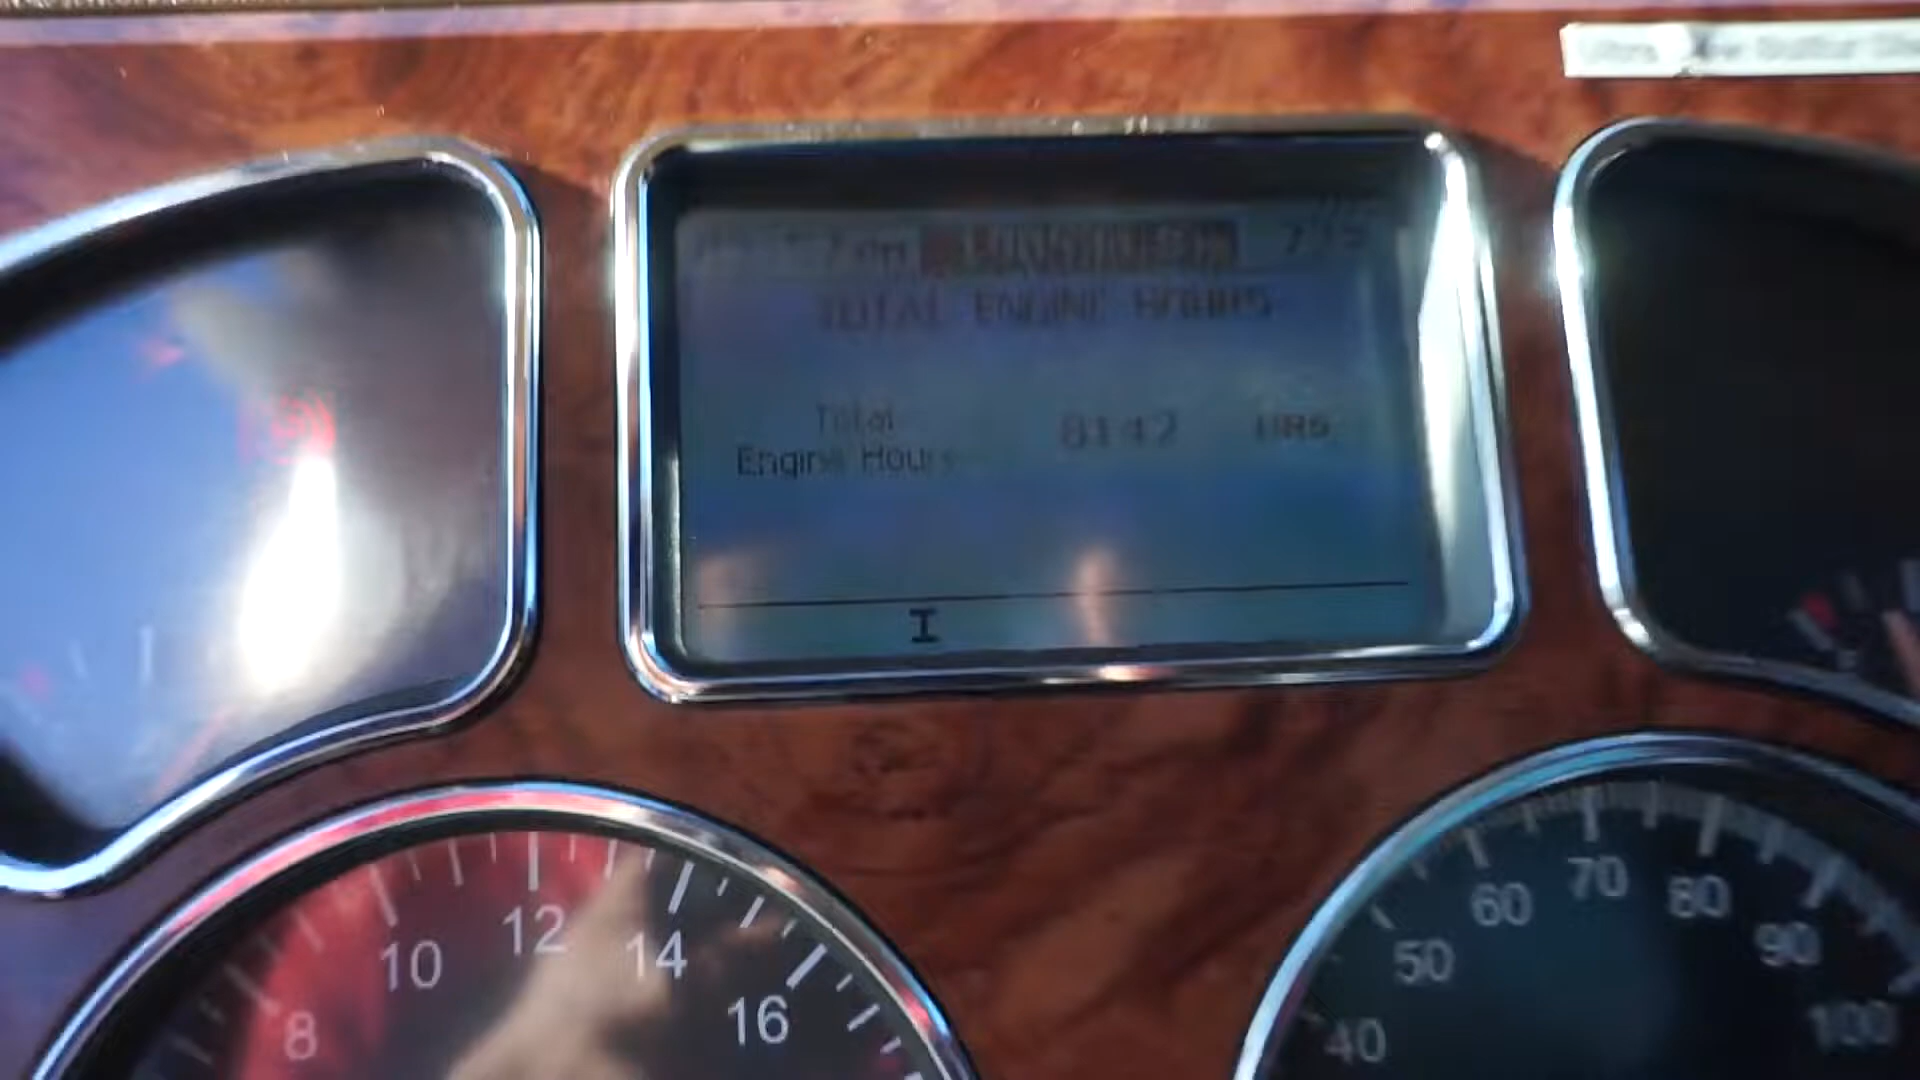 TOTAL ENGINE HOURS
Total
Engine Hours
8142 HRS
I
8 10 12 14 16
40 50 60 70 80 90 100